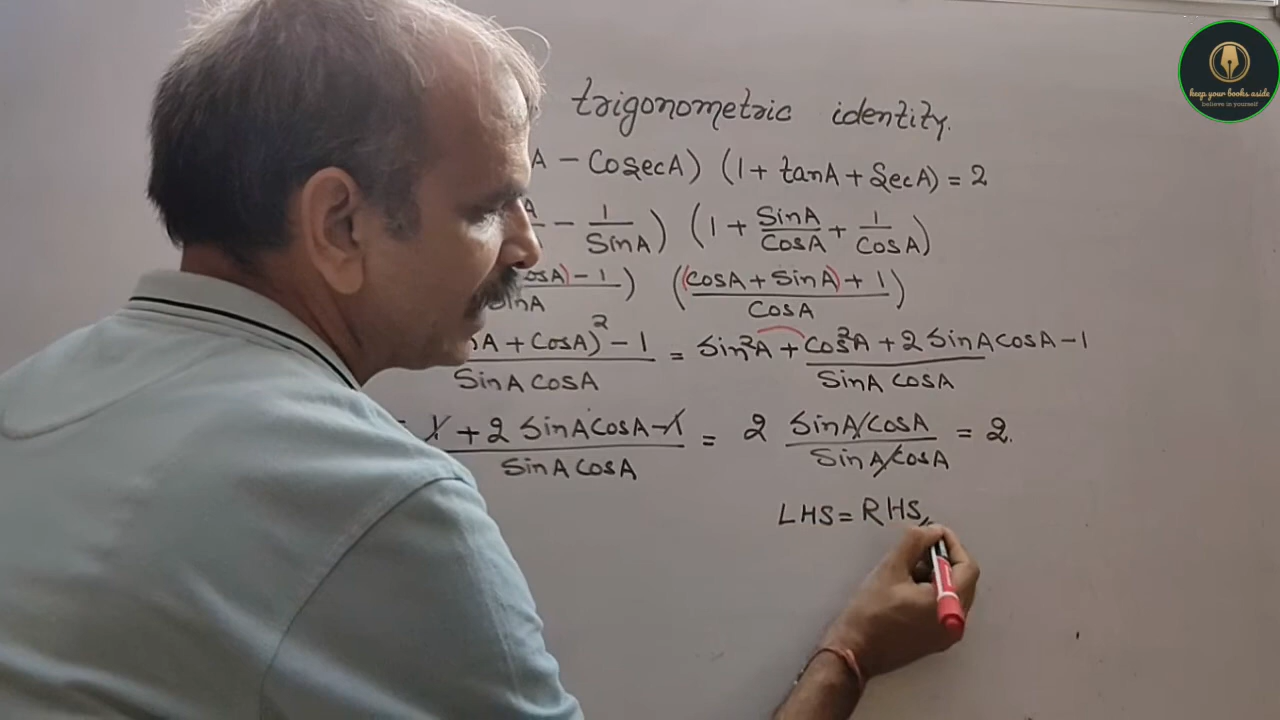 trigonometric identity.
A - CosecA) (1 + tanA + SecA) = 2
A - 1/SinA) (1 + SinA/CosA + 1/CosA)
osA) - 1/SinA) ((CosA + SinA) + 1/CosA)
A + CosA)² - 1/SinA CosA = Sin²A + Cos²A + 2 SinA CosA - 1/SinA CosA
1 + 2 SinA CosA - 1/SinA CosA = 2 SinA CosA/SinA CosA = 2.
LHS = RHS,,
keep your books aside
believe in yourself